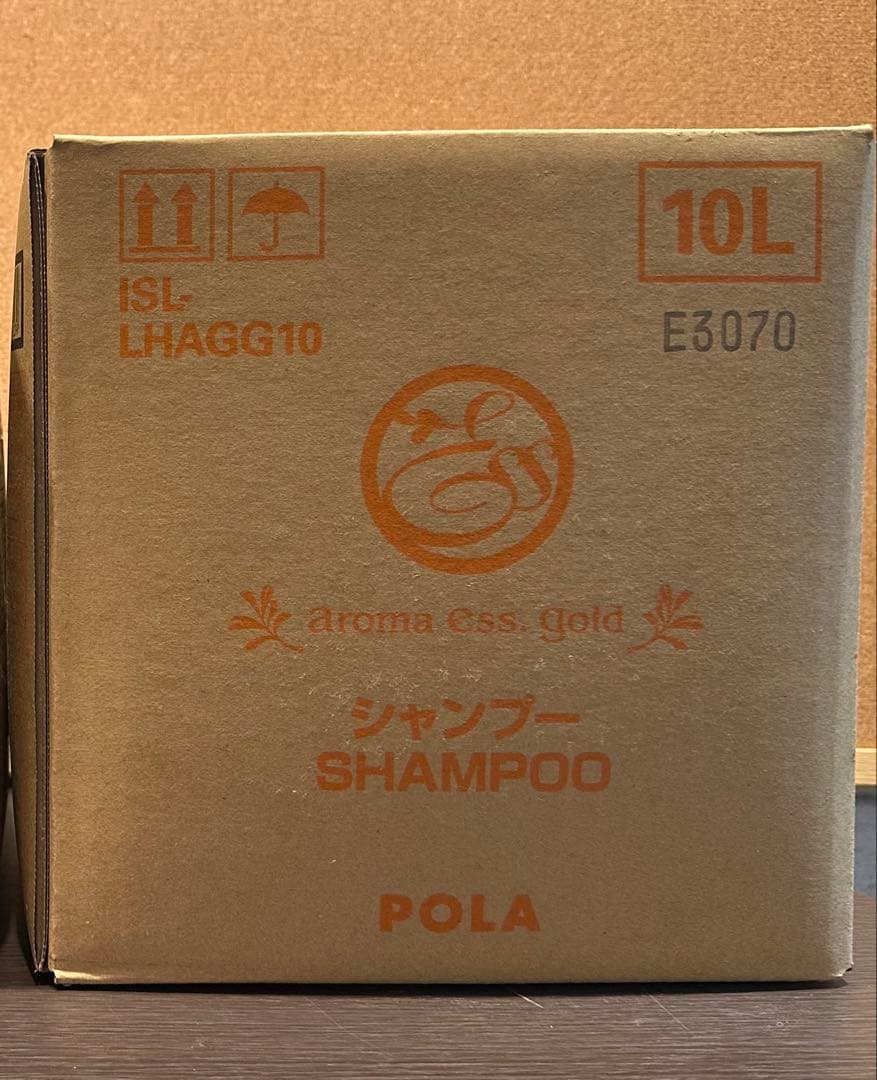 10L
ISL-
LHAGG10
E3070
aroma ess. gold
シャンプー
SHAMPOO
POLA